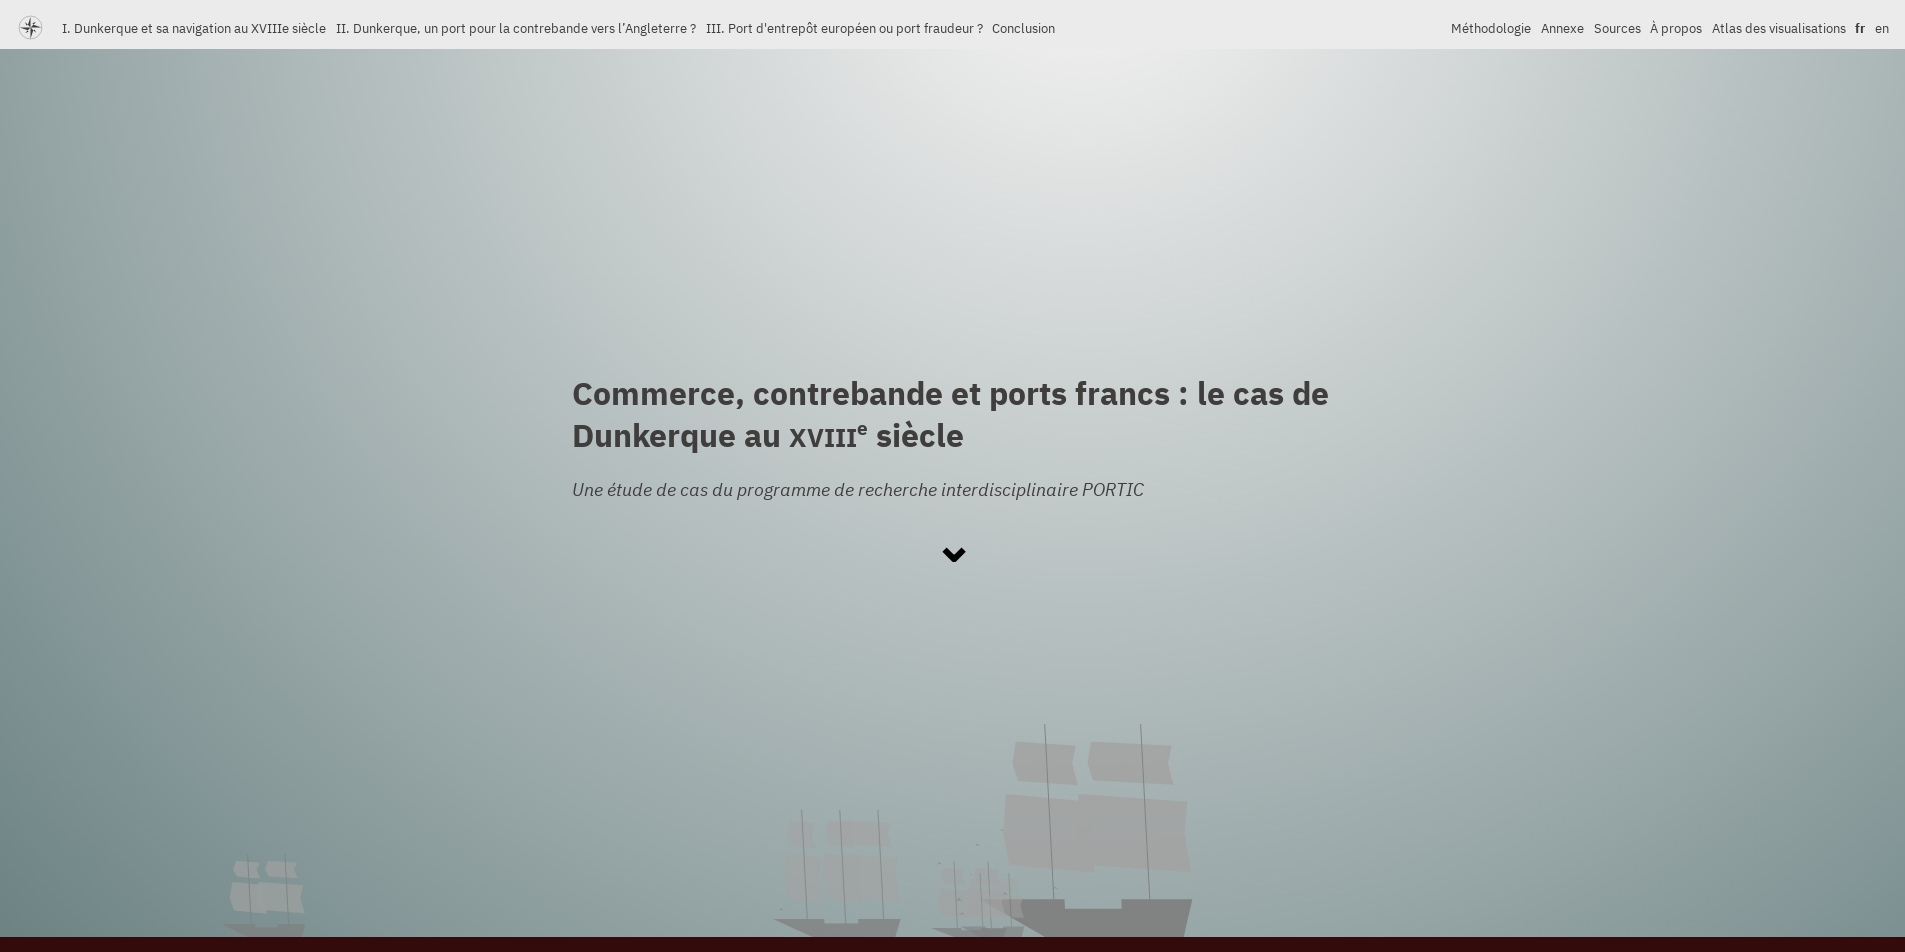 I. Dunkerque et sa navigation au XVIIIe siècle II. Dunkerque, un port pour la contrebande vers l’Angleterre ? III. Port d'entrepôt européen ou port fraudeur ? Conclusion Méthodologie Annexe Sources À propos Atlas des visualisations fr en
Commerce, contrebande et ports francs : le cas de
Dunkerque au XVIIIe siècle
Une étude de cas du programme de recherche interdisciplinaire PORTIC